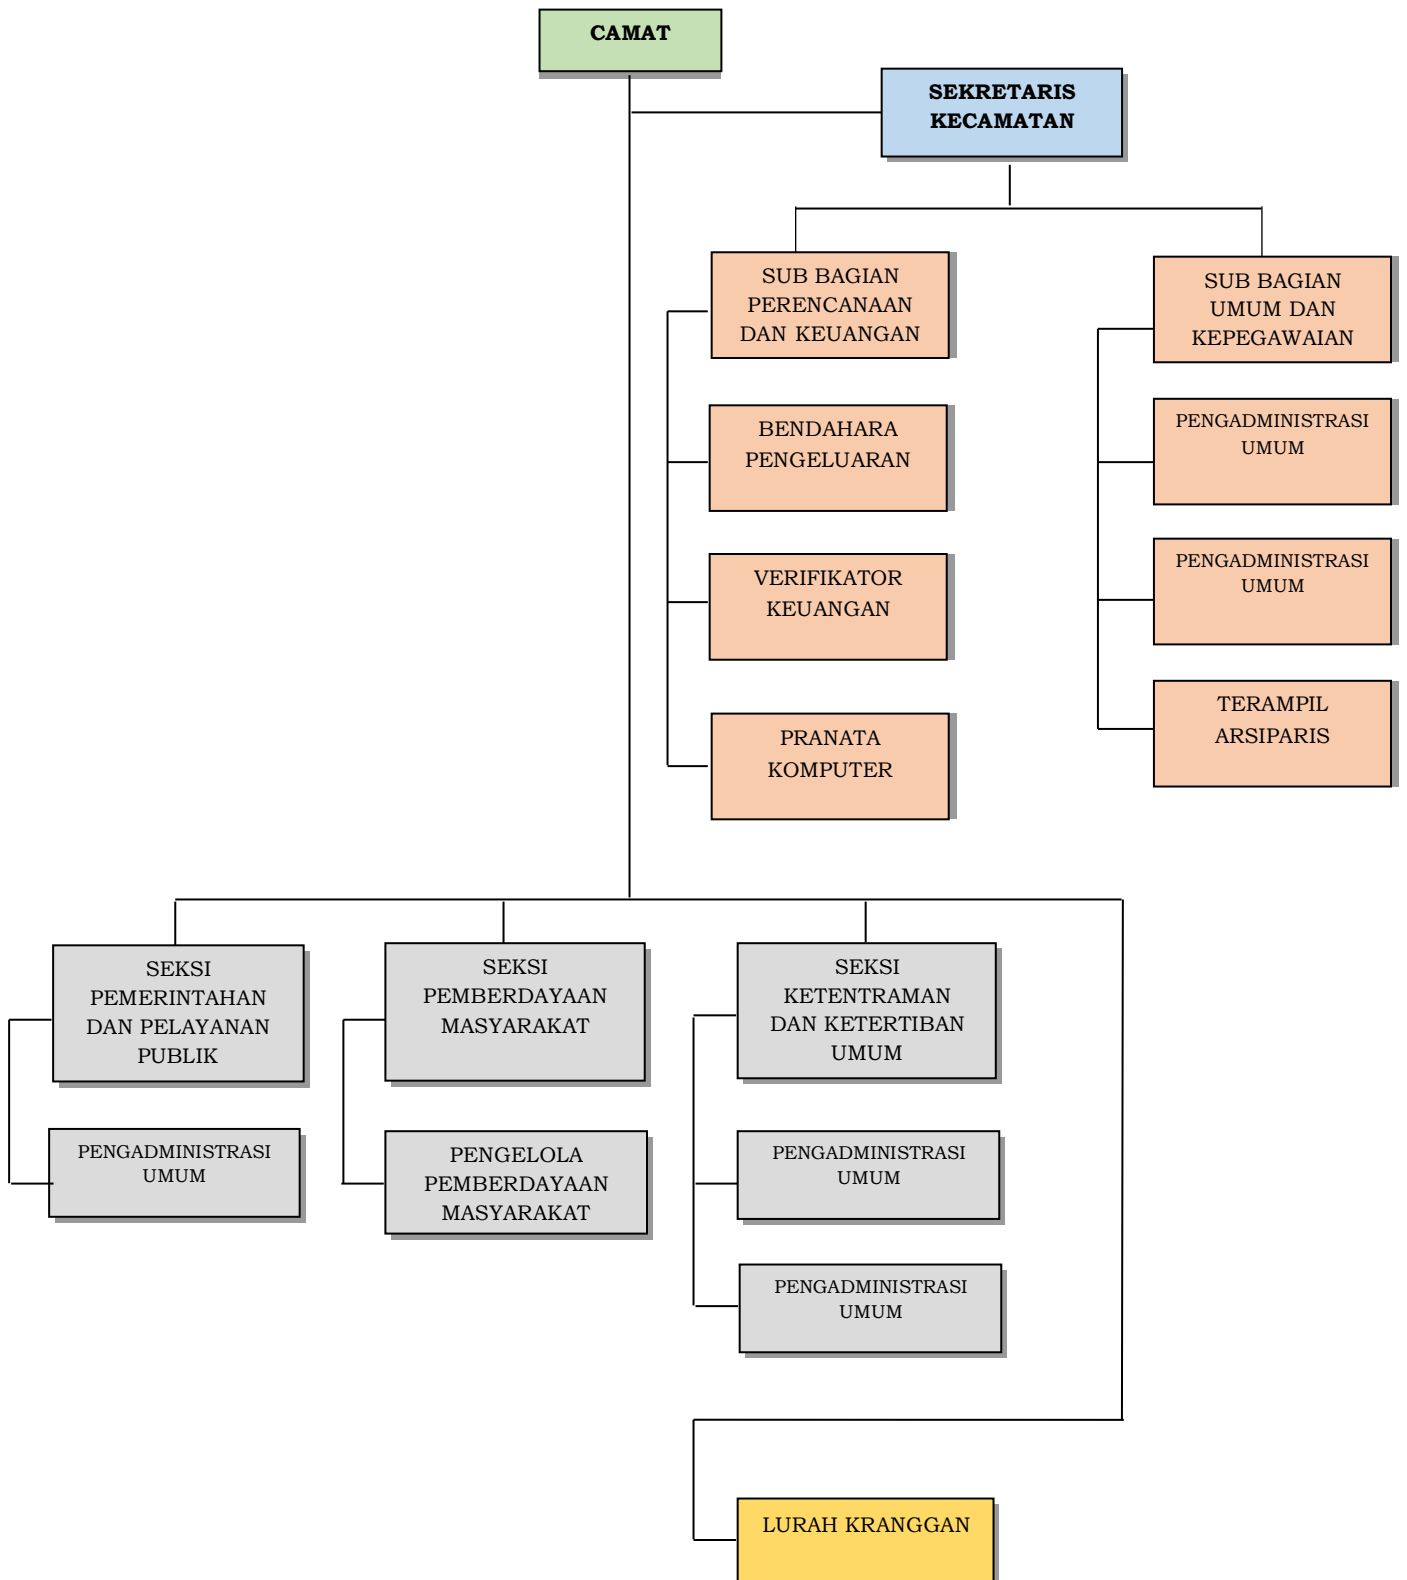 CAMAT
SEKRETARIS
KECAMATAN
SUB BAGIAN
PERENCANAAN
DAN KEUANGAN
SUB BAGIAN
UMUM DAN
KEPEGAWAIAN
BENDAHARA
PENGELUARAN
PENGADMINISTRASI
UMUM
VERIFIKATOR
KEUANGAN
PENGADMINISTRASI
UMUM
PRANATA
KOMPUTER
TERAMPIL
ARSIPARIS
SEKSI
PEMERINTAHAN
DAN PELAYANAN
PUBLIK
SEKSI
PEMBERDAYAAN
MASYARAKAT
SEKSI
KETENTRAMAN
DAN KETERTIBAN
UMUM
PENGADMINISTRASI
UMUM
PENGELOLA
PEMBERDAYAAN
MASYARAKAT
PENGADMINISTRASI
UMUM
PENGADMINISTRASI
UMUM
LURAH KRANGGAN